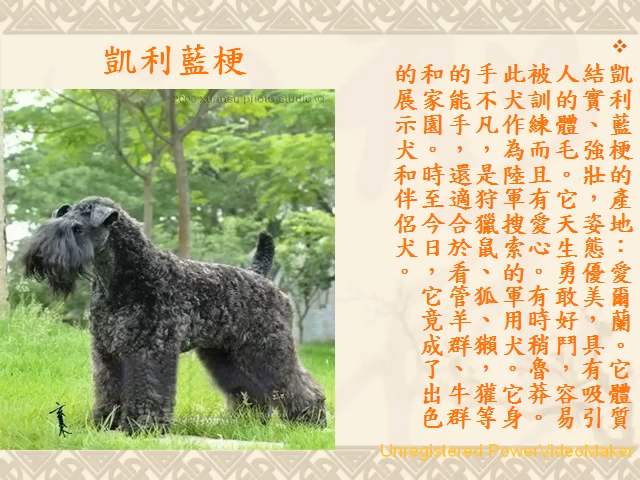 凱利藍梗
凱利藍梗的產地：愛爾蘭。它體質
結實、強壯，姿態優美，具有吸引
人的體毛。它天生勇敢好鬥，容易
被訓練而且有愛心。有時稍魯莽。
此犬作為陸軍搜索的軍用犬。它身
手不凡，是狩獵鼠、狐、獺，獾等
的能手，還適合於看管羊群、牛群
和家園。時至今日，它竟成了出色
的展示犬和伴侶犬。
Unregistered PowerVideoMaker